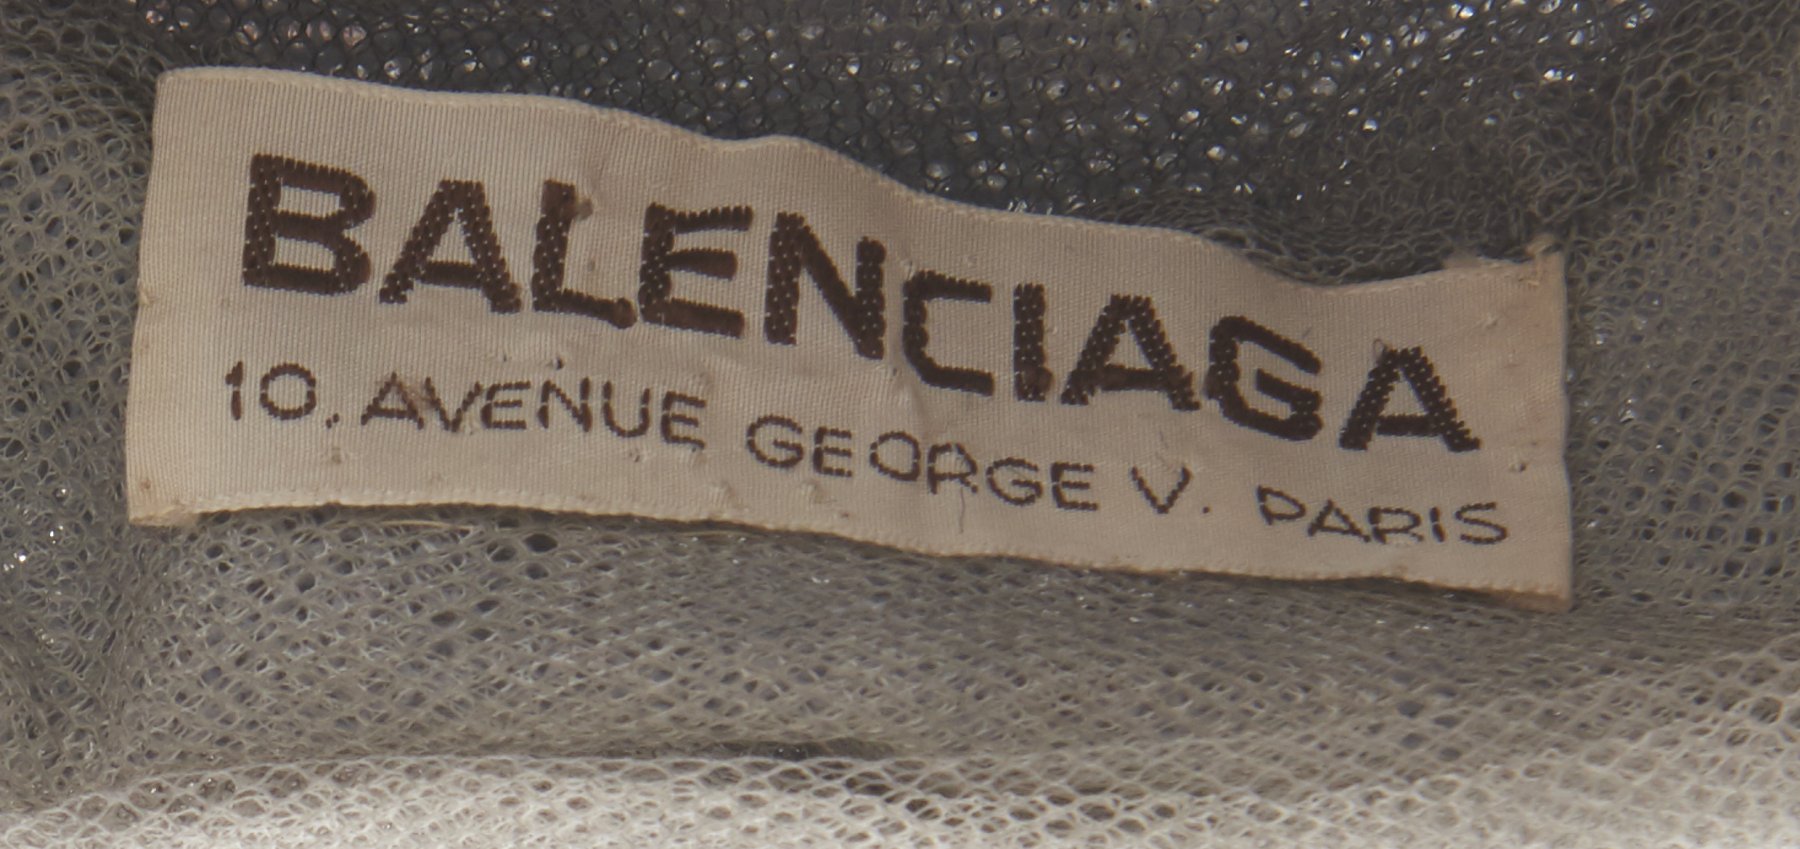 BALENCIAGA
10, AVENUE GEORGE V. PARIS